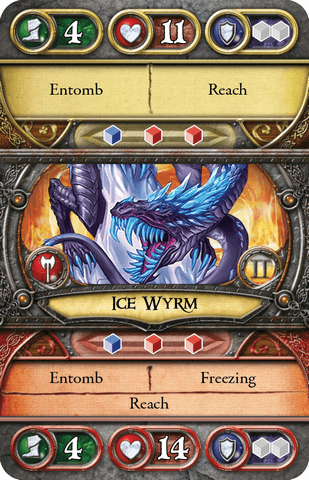 4 11
Entomb Reach
II
ICE WYRM
Entomb Freezing
Reach
4 14